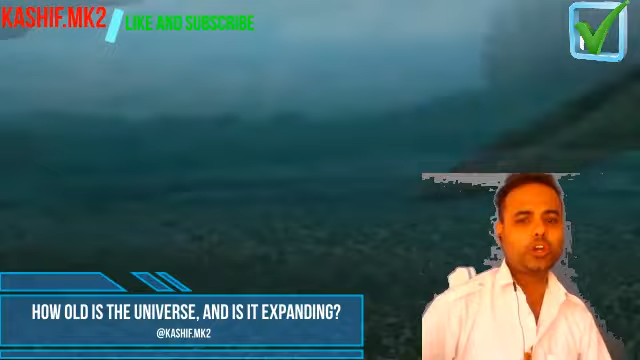 KASHIF.MK2
LIKE AND SUBSCRIBE
HOW OLD IS THE UNIVERSE, AND IS IT EXPANDING?
@KASHIF.MK2